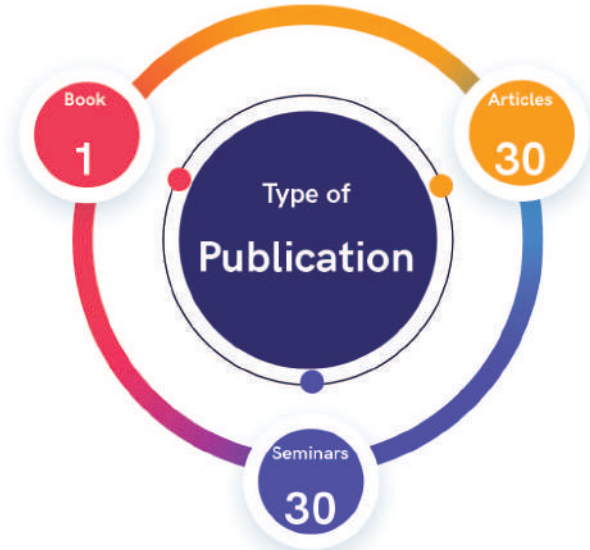 Book
1
Articles
30
Type of
Publication
Seminars
30